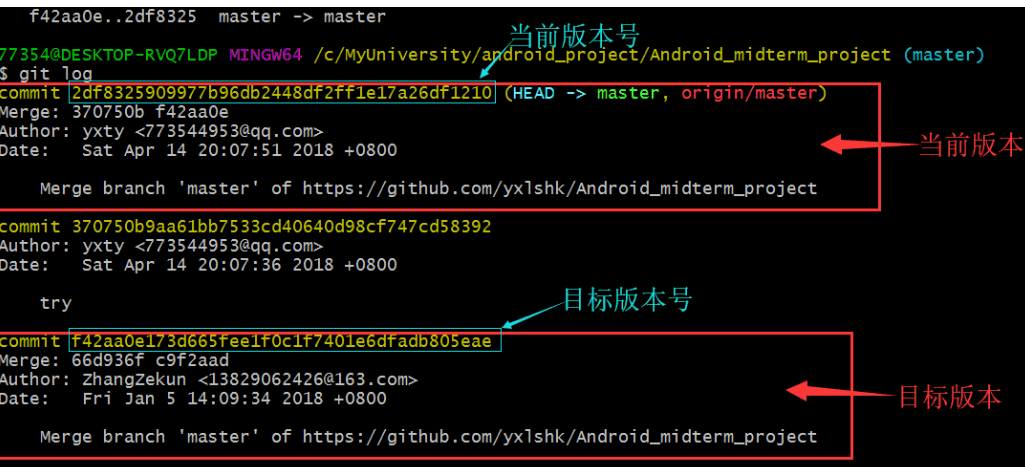 f42aa0e..2df8325  master -> master
当前版本号
77354@DESKTOP-RVQ7LDP MINGW64 /c/MyUniversity/android_project/Android_midterm_project (master)
$ git log
commit 2df8325909977b96db2448df2ff1e17a26df1210 (HEAD -> master, origin/master)
Merge: 370750b f42aa0e
Author: yxty <773544953@qq.com>
当前版本
Date:   Sat Apr 14 20:07:51 2018 +0800
Merge branch 'master' of https://github.com/yxlshk/Android_midterm_project
commit 370750b9aa61bb7533cd40640d98cf747cd58392
Author: yxty <773544953@qq.com>
Date:   Sat Apr 14 20:07:36 2018 +0800
try
目标版本号
commit f42aa0e173d665fee1f0c1f7401e6dfadb805eae
Merge: 66d936f c9f2aad
Author: ZhangZekun <13829062426@163.com>
Date:   Fri Jan 5 14:09:34 2018 +0800
目标版本
Merge branch 'master' of https://github.com/yxlshk/Android_midterm_project